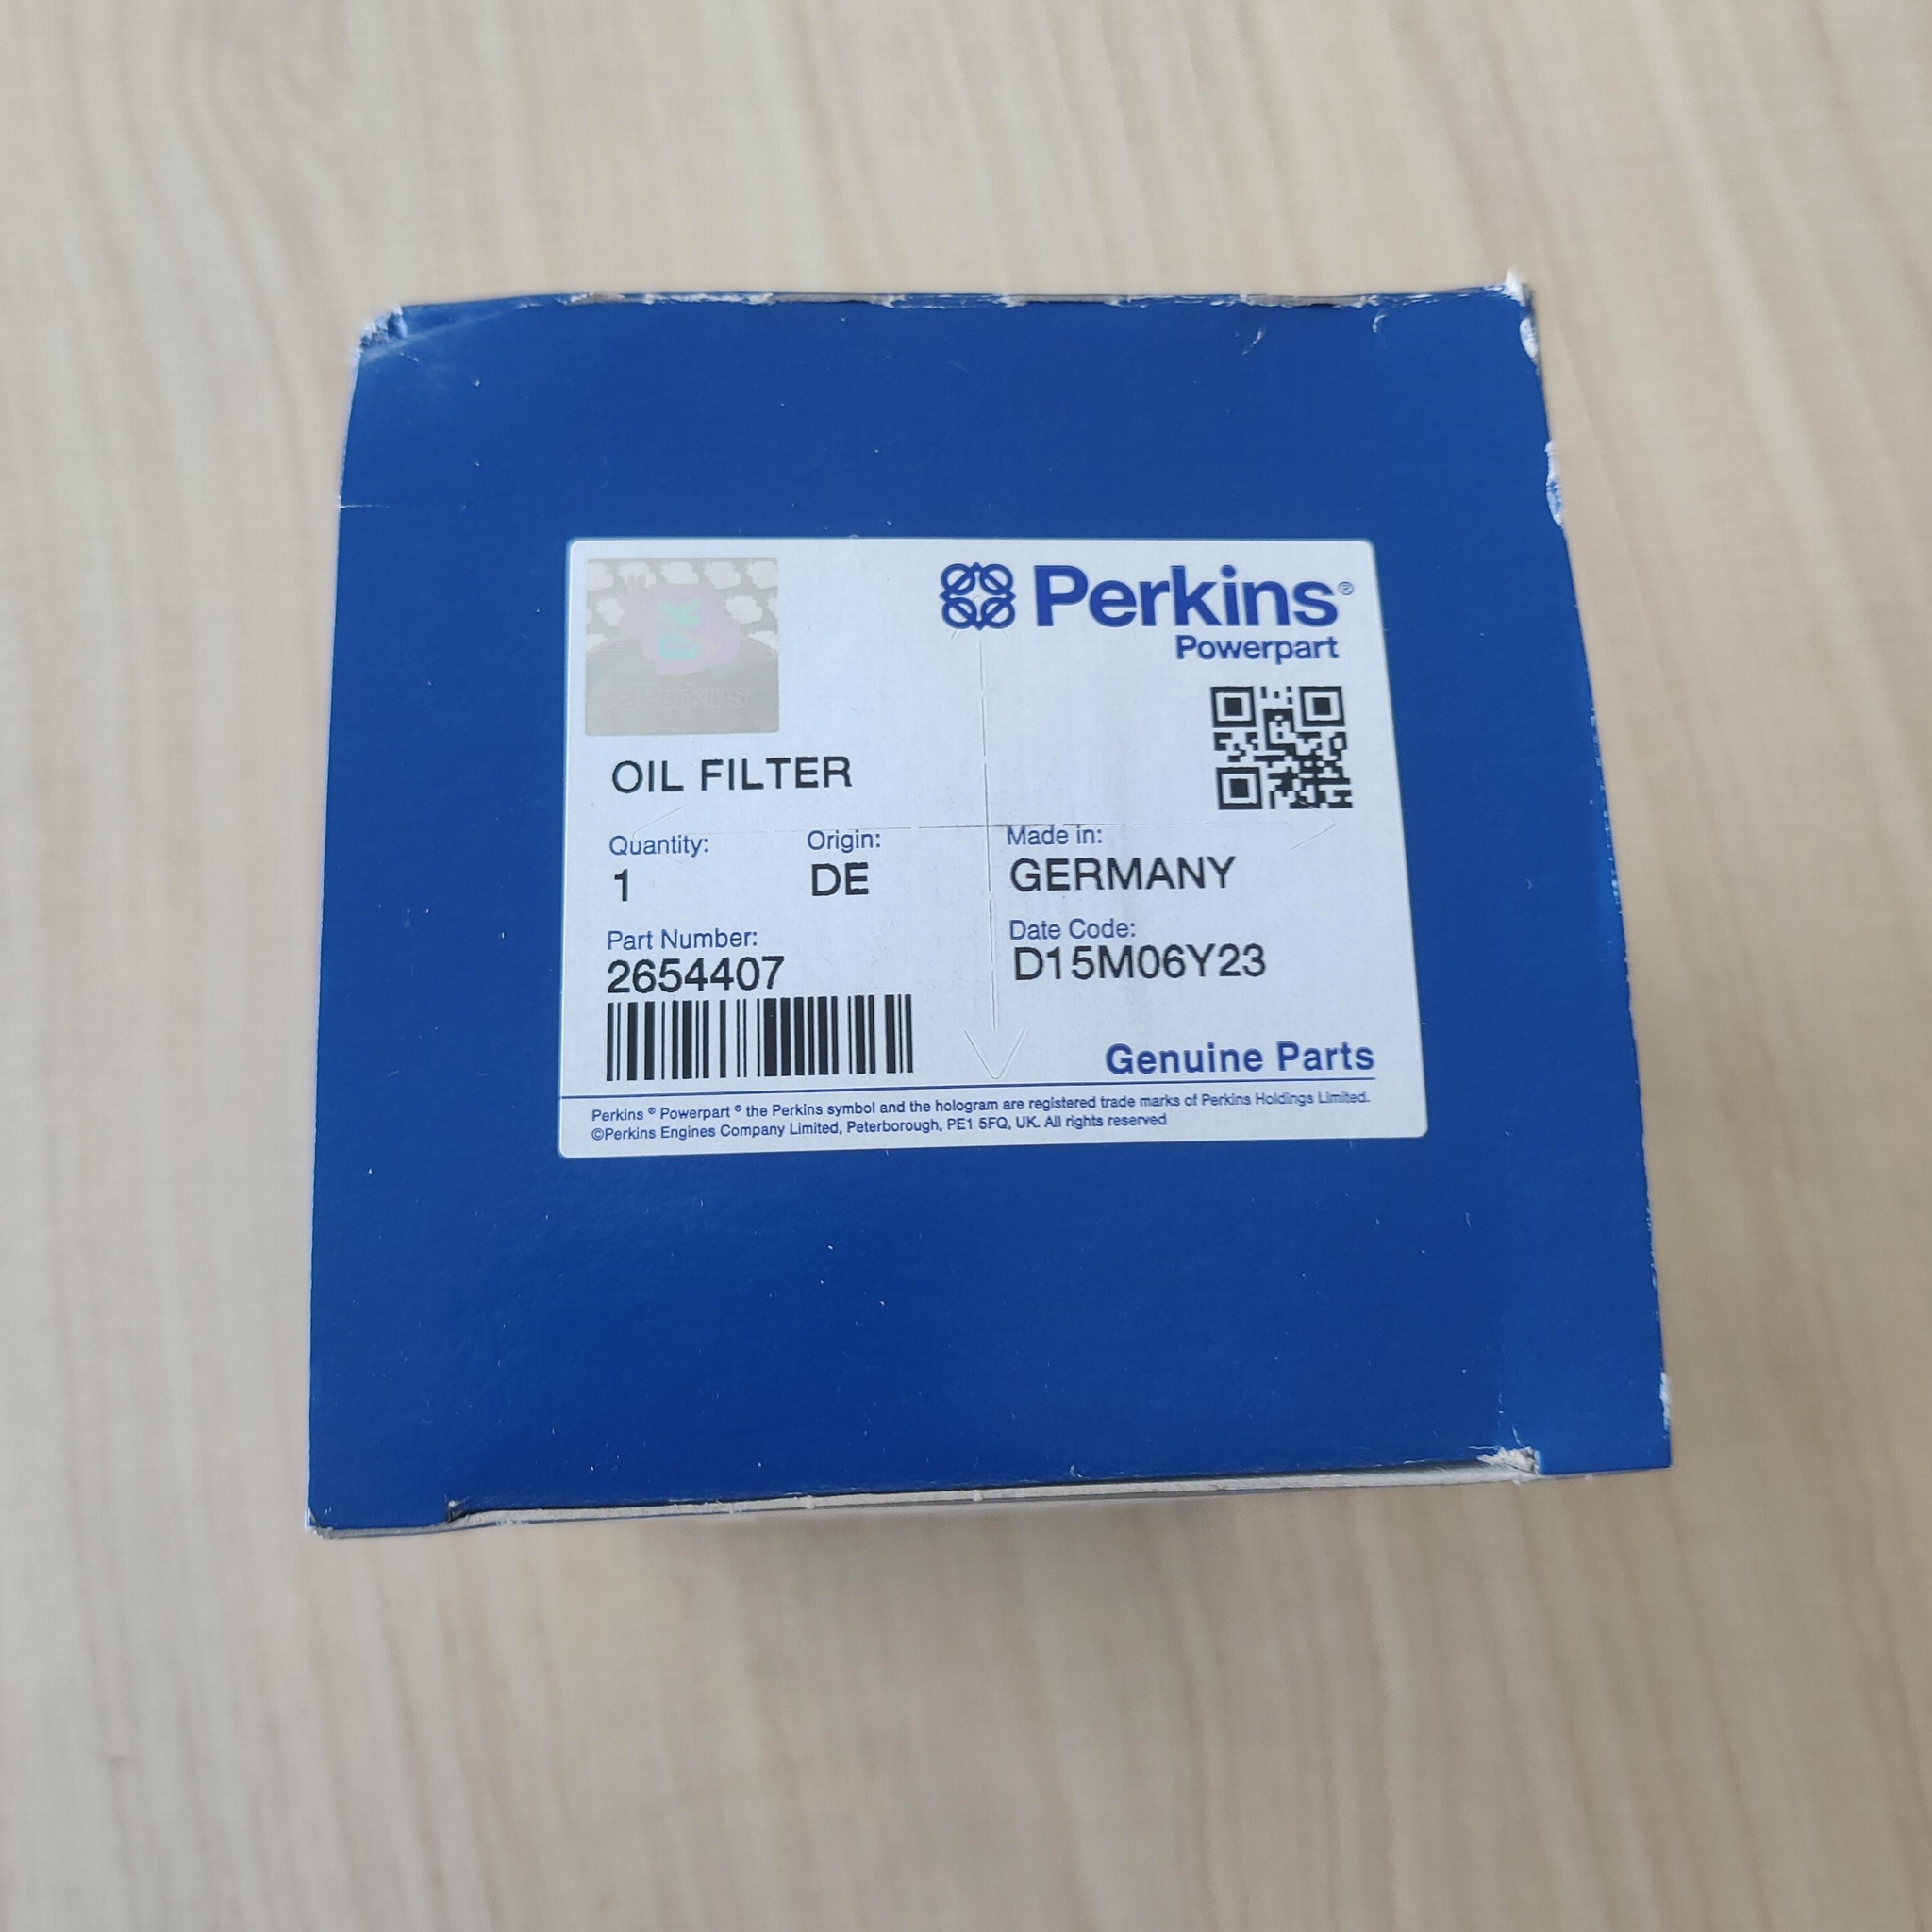 OK
Perkins
Perkins®
Powerpart
OIL FILTER
Quantity:
1
Origin:
DE
Made in:
GERMANY
Part Number:
2654407
Date Code:
D15M06Y23
Genuine Parts
Perkins ® Powerpart ® the Perkins symbol and the hologram are registered trade marks of Perkins Holdings Limited.
©Perkins Engines Company Limited, Peterborough, PE1 5FQ, UK. All rights reserved